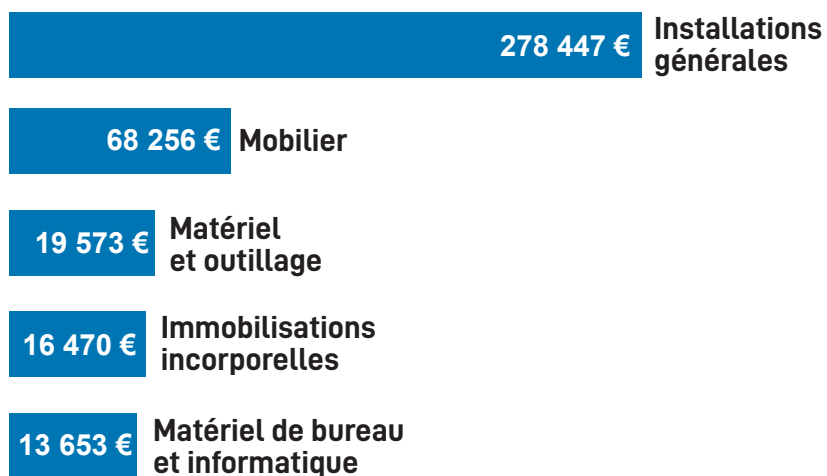 278 447 € Installations
générales
68 256 € Mobilier
19 573 € Matériel
et outillage
16 470 € Immobilisations
incorporelles
13 653 € Matériel de bureau
et informatique